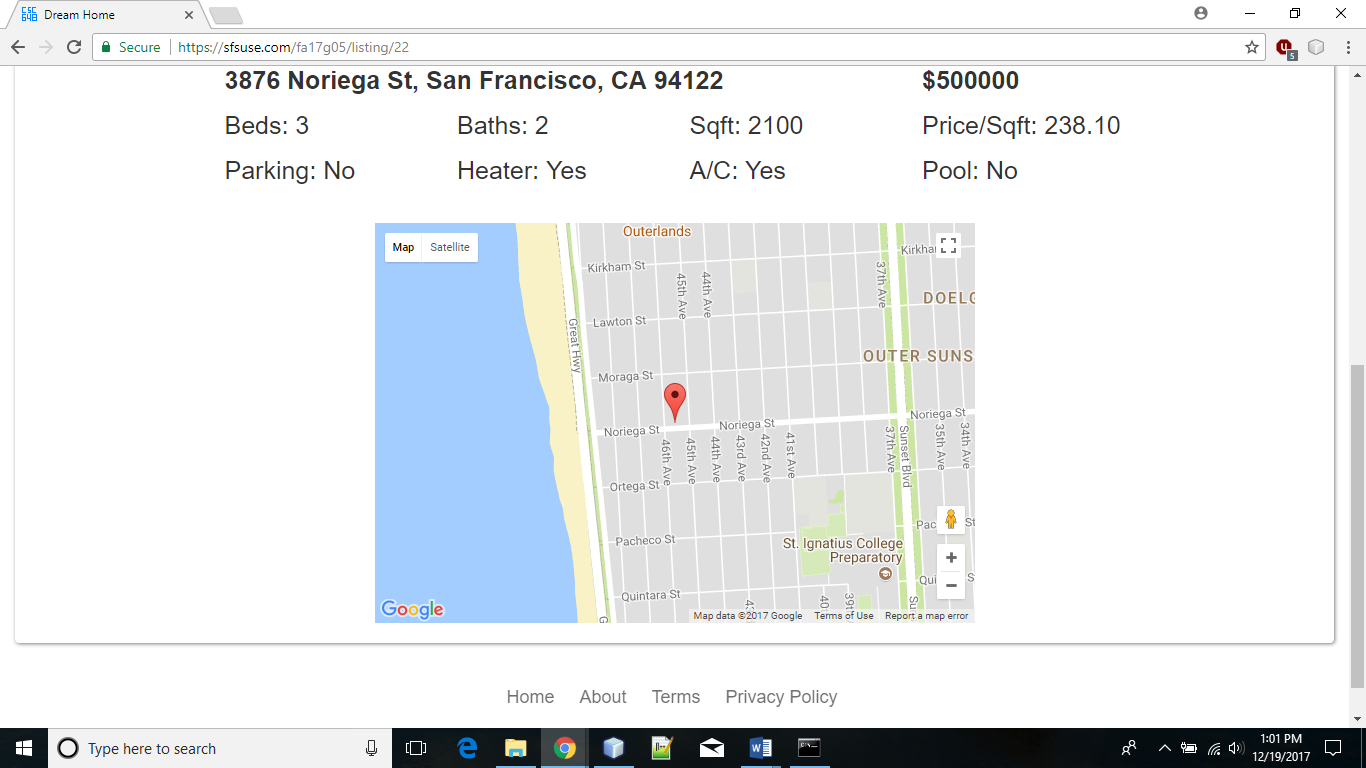 Dream Home
Secure https://sfsuse.com/fa17g05/listing/22
3876 Noriega St, San Francisco, CA 94122 $500000
Beds: 3 Baths: 2 Sqft: 2100 Price/Sqft: 238.10
Parking: No Heater: Yes A/C: Yes Pool: No
Outerlands
Map Satellite
Kirkham St
45th Ave
44th Ave
37th Ave
DOELG
Lawton St
Great Hwy
OUTER SUNS
Moraga St
Noriega St
Noriega St
Noriega St
46th Ave
45th Ave
44th Ave
43rd Ave
42nd Ave
41st Ave
37th Ave
Sunset Blvd
35th Ave
34th Ave
Ortega St
Pacheco St
Pac St
St. Ignatius College
Preparatory
Quintara St
Qui S
Google
Map data ©2017 Google Terms of Use Report a map error
Home About Terms Privacy Policy
Type here to search
1:01 PM
12/19/2017